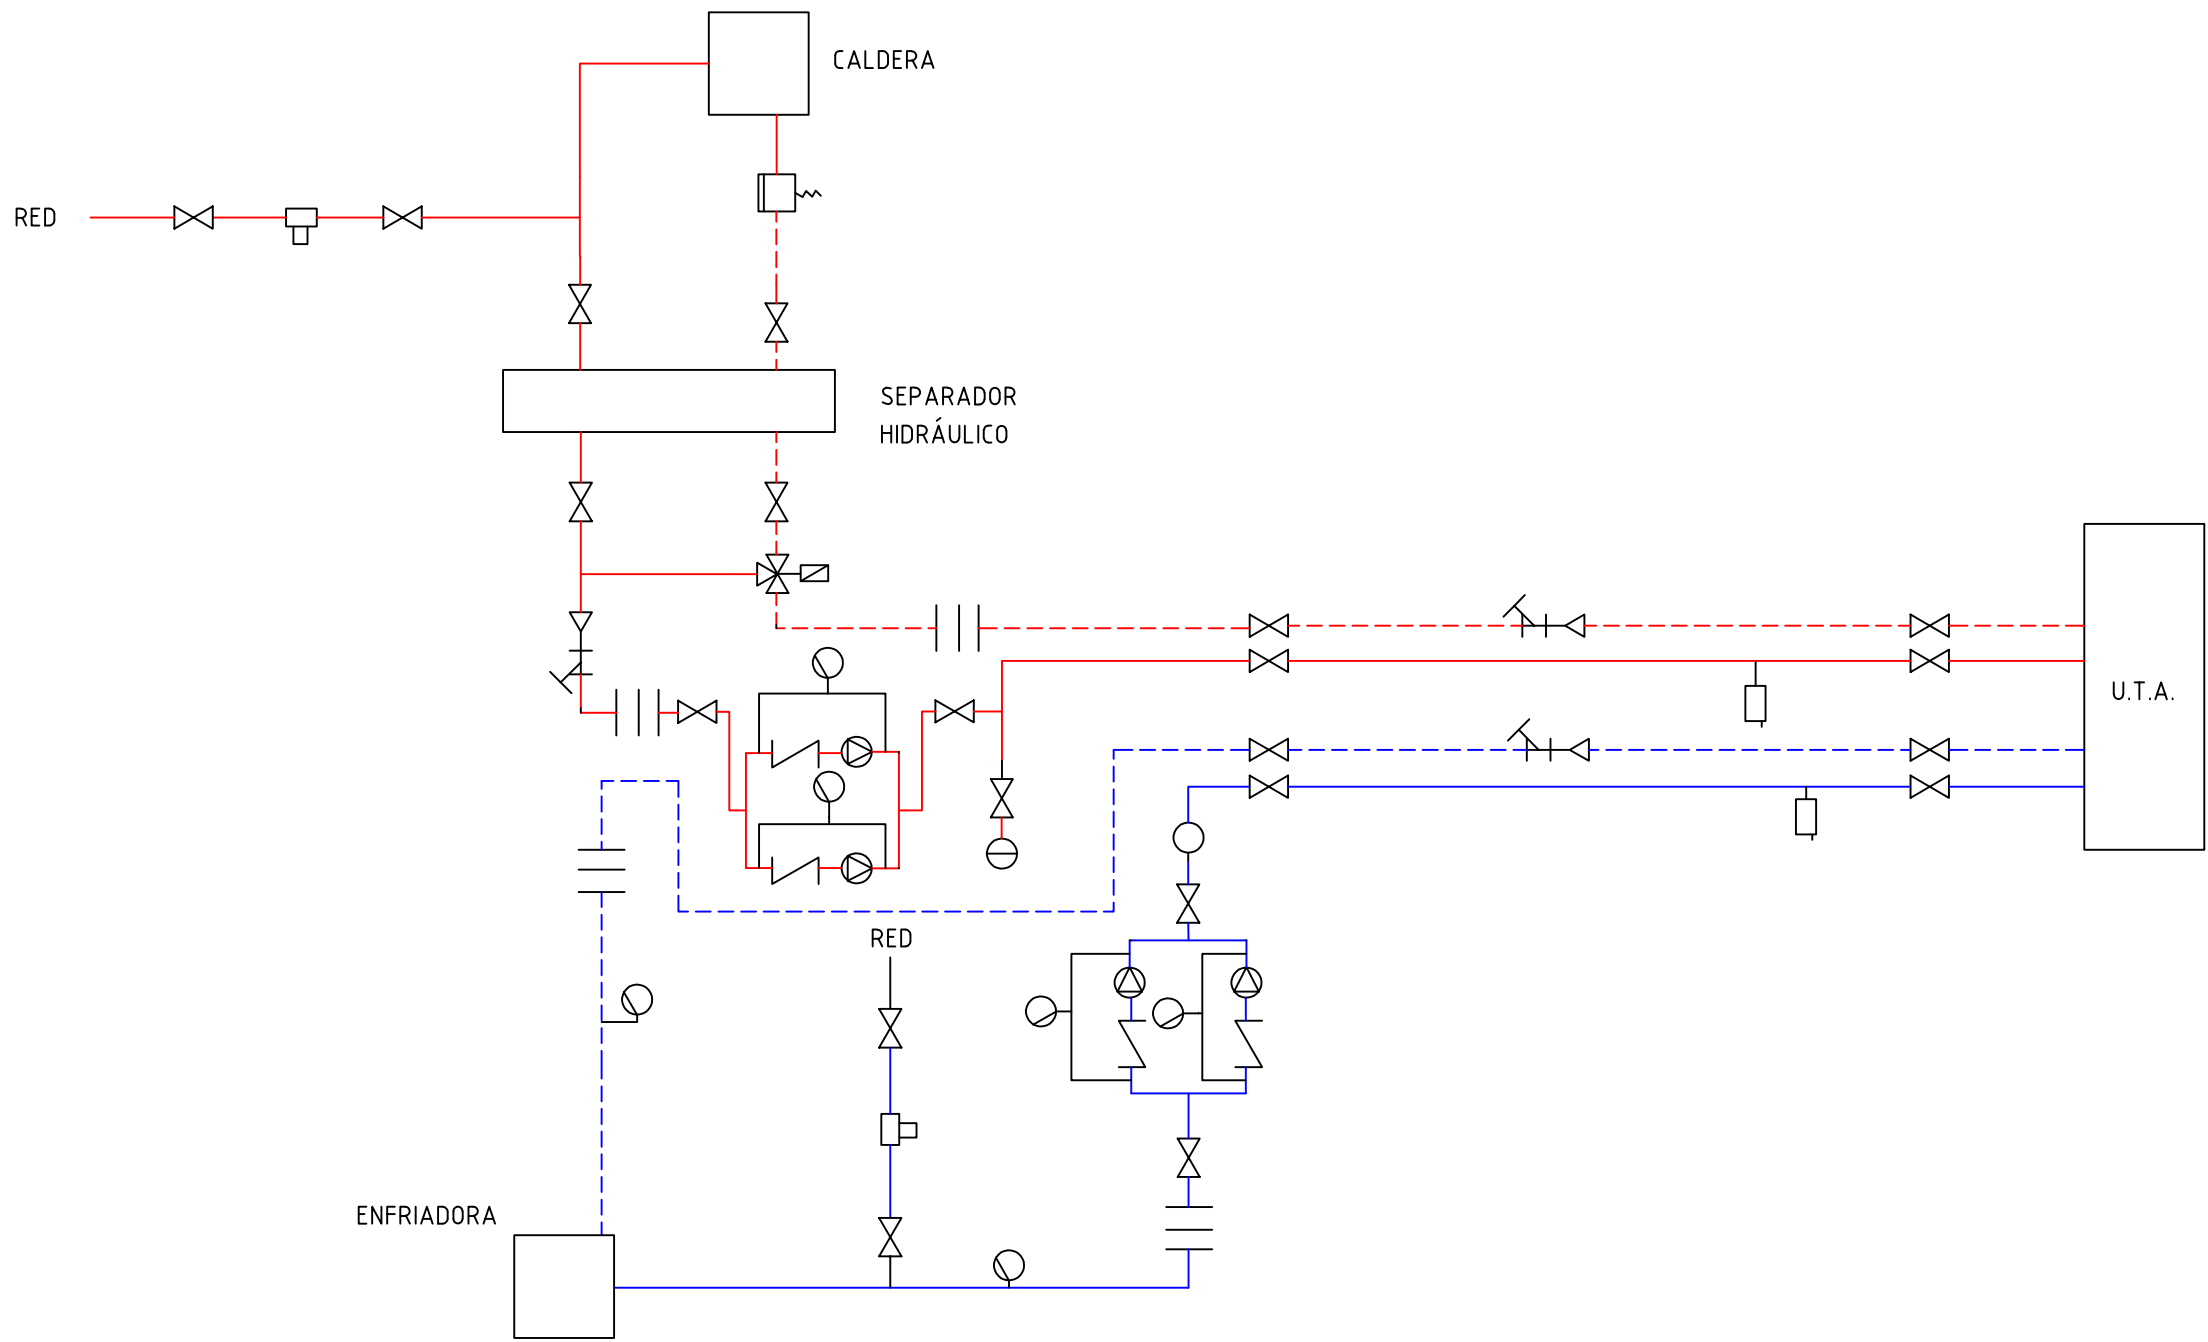 CALDERA
RED
SEPARADOR
HIDRÁULICO
U.T.A.
RED
ENFRIADORA